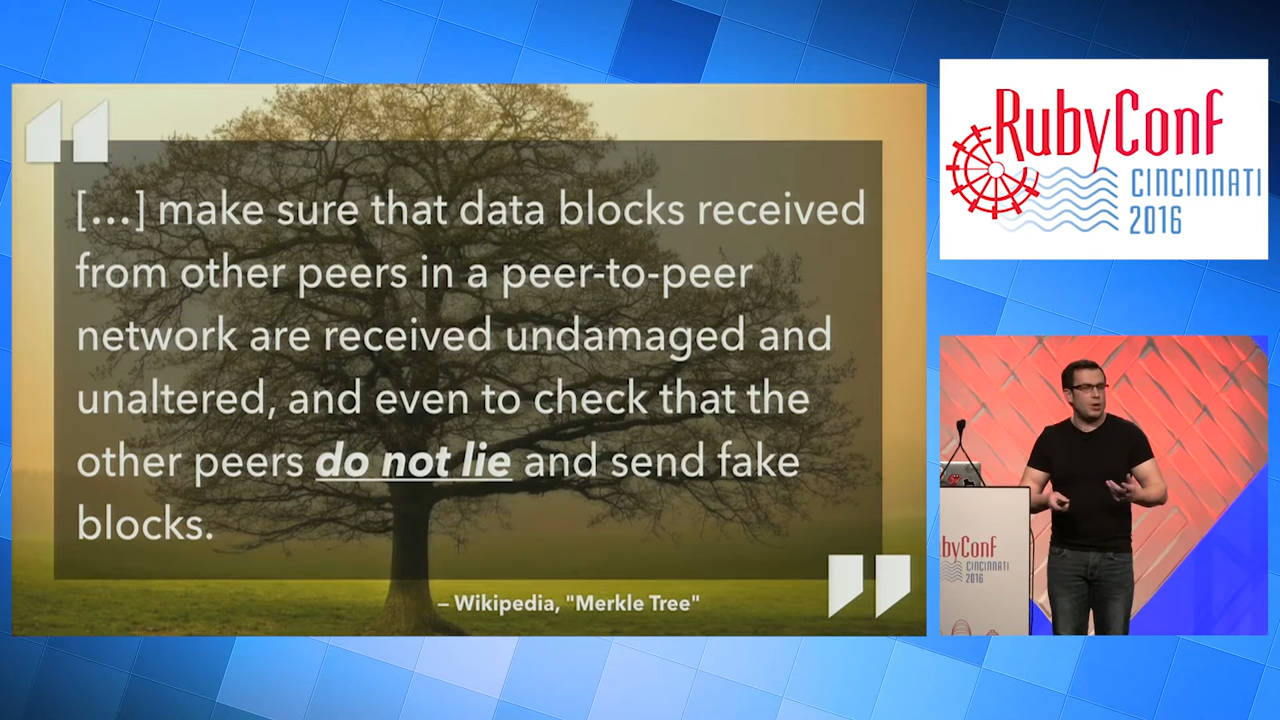 [...] make sure that data blocks received
from other peers in a peer-to-peer
network are received undamaged and
unaltered, and even to check that the
other peers do not lie and send fake
blocks.
– Wikipedia, "Merkle Tree"
RubyConf
CINCINNATI
2016
byConf
CINCINNATI
2016